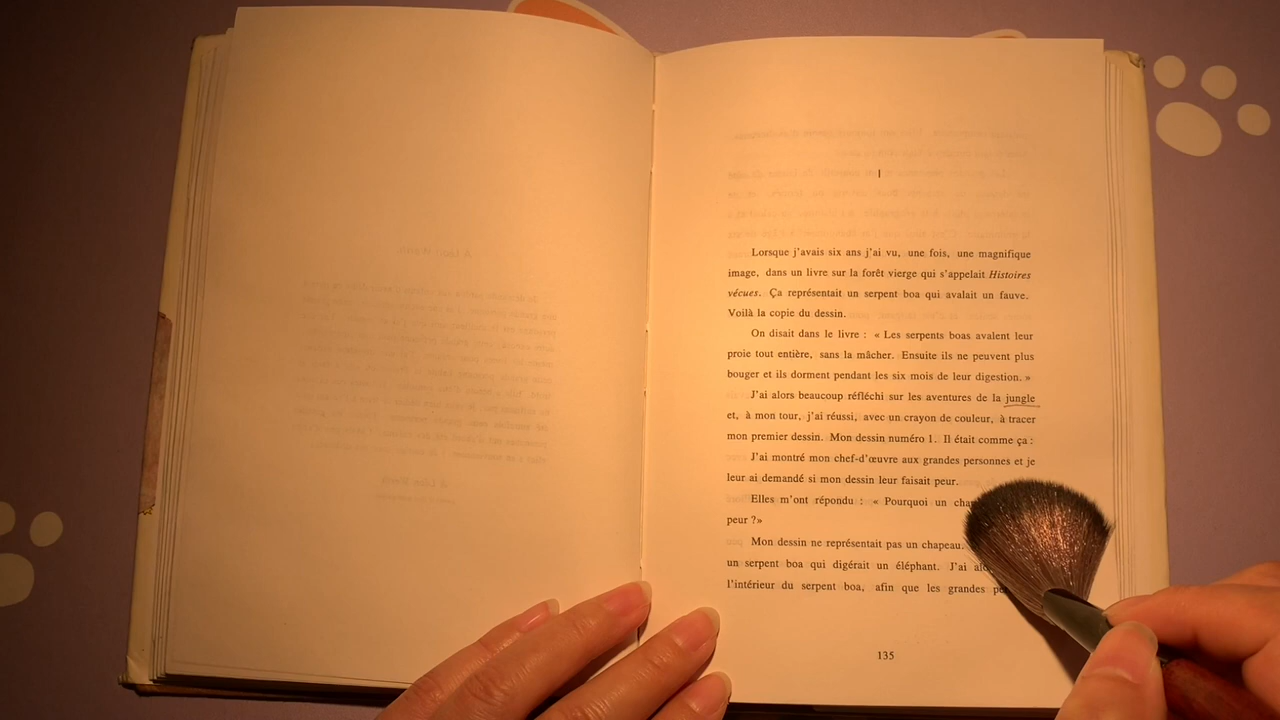 I
Lorsque j'avais six ans j'ai vu, une fois, une magnifique
image, dans un livre sur la forêt vierge qui s'appelait Histoires
vécues. Ça représentait un serpent boa qui avalait un fauve.
Voilà la copie du dessin.
On disait dans le livre : « Les serpents boas avalent leur
proie tout entière, sans la mâcher. Ensuite ils ne peuvent plus
bouger et ils dorment pendant les six mois de leur digestion. »
J'ai alors beaucoup réfléchi sur les aventures de la jungle
et, à mon tour, j'ai réussi, avec un crayon de couleur, à tracer
mon premier dessin. Mon dessin numéro 1. Il était comme ça :
J'ai montré mon chef-d'œuvre aux grandes personnes et je
leur ai demandé si mon dessin leur faisait peur.
Elles m'ont répondu : « Pourquoi un
peur ?»
Mon dessin ne représentait pas un chapeau.
un serpent boa qui digérait un éléphant. J'ai
l'intérieur du serpent boa, afin que les grandes
135